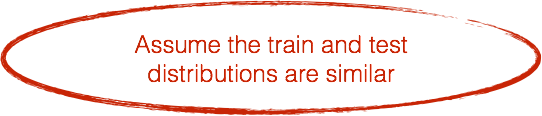 Assume the train and test
distributions are similar